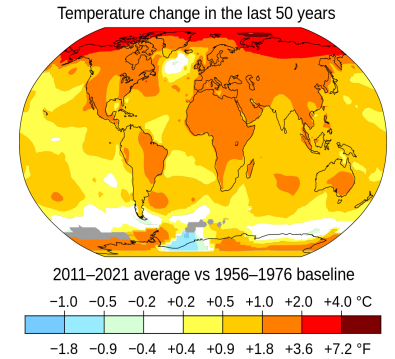 Temperature change in the last 50 years
2011–2021 average vs 1956–1976 baseline
−1.0 −0.5 −0.2 +0.2 +0.5 +1.0 +2.0 +4.0 °C
−1.8 −0.9 −0.4 +0.4 +0.9 +1.8 +3.6 +7.2 °F